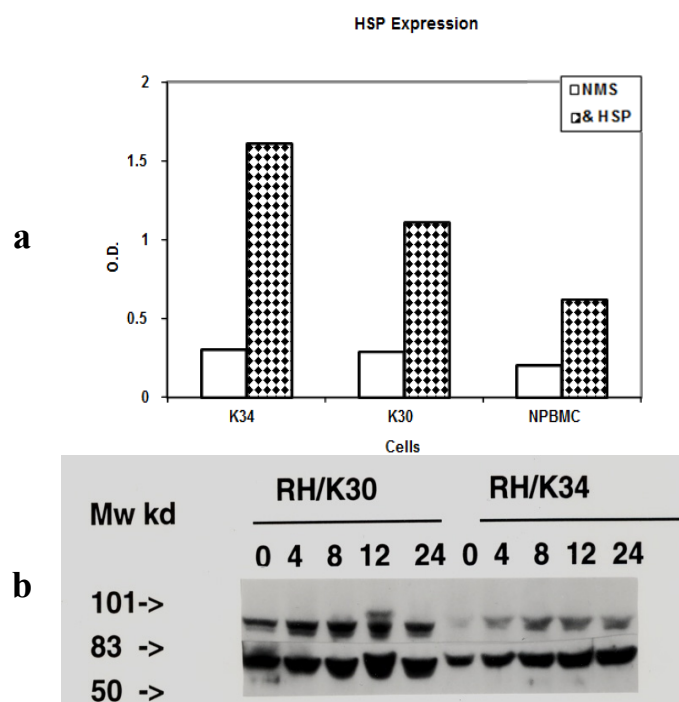 HSP Expression
a
2
1.5
1
0.5
0
O.D.
NMS
& HSP
K34 K30 NPBMC
Cells
b
RH/K30 RH/K34
Mw kd
0 4 8 12 24 0 4 8 12 24
101->
83 ->
50 ->